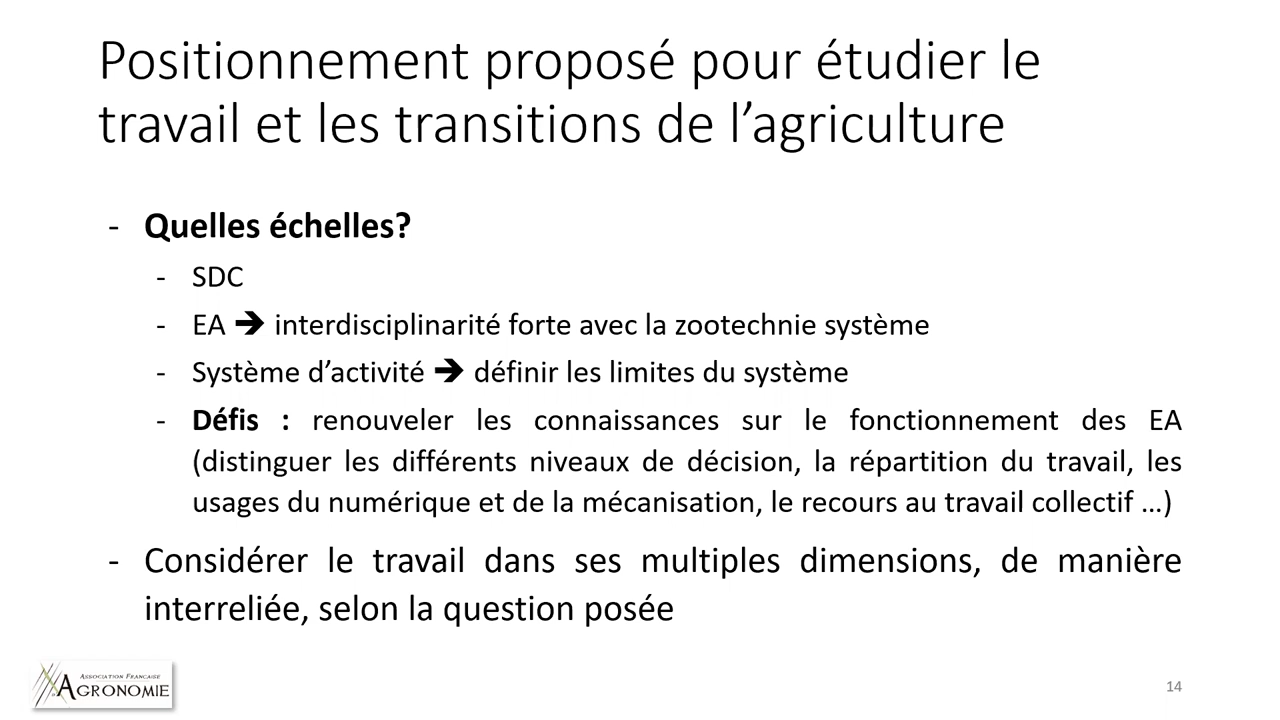 Positionnement proposé pour étudier le
travail et les transitions de l’agriculture
- Quelles échelles?
- SDC
- EA ➔ interdisciplinarité forte avec la zootechnie système
- Système d’activité ➔ définir les limites du système
- Défis : renouveler les connaissances sur le fonctionnement des EA
(distinguer les différents niveaux de décision, la répartition du travail, les
usages du numérique et de la mécanisation, le recours au travail collectif …)
- Considérer le travail dans ses multiples dimensions, de manière
interreliée, selon la question posée
Association Française
Agronomie
14